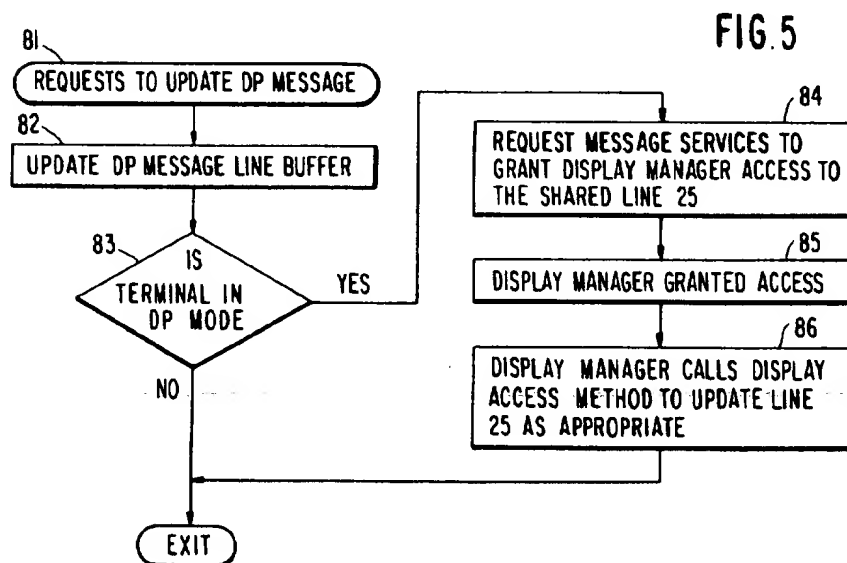 FIG. 5
81
REQUESTS TO UPDATE DP MESSAGE
82
UPDATE DP MESSAGE LINE BUFFER
83
IS
TERMINAL IN
DP MODE
YES
NO
84
REQUEST MESSAGE SERVICES TO
GRANT DISPLAY MANAGER ACCESS TO
THE SHARED LINE 25
85
DISPLAY MANAGER GRANTED ACCESS
86
DISPLAY MANAGER CALLS DISPLAY
ACCESS METHOD TO UPDATE LINE
25 AS APPROPRIATE
EXIT